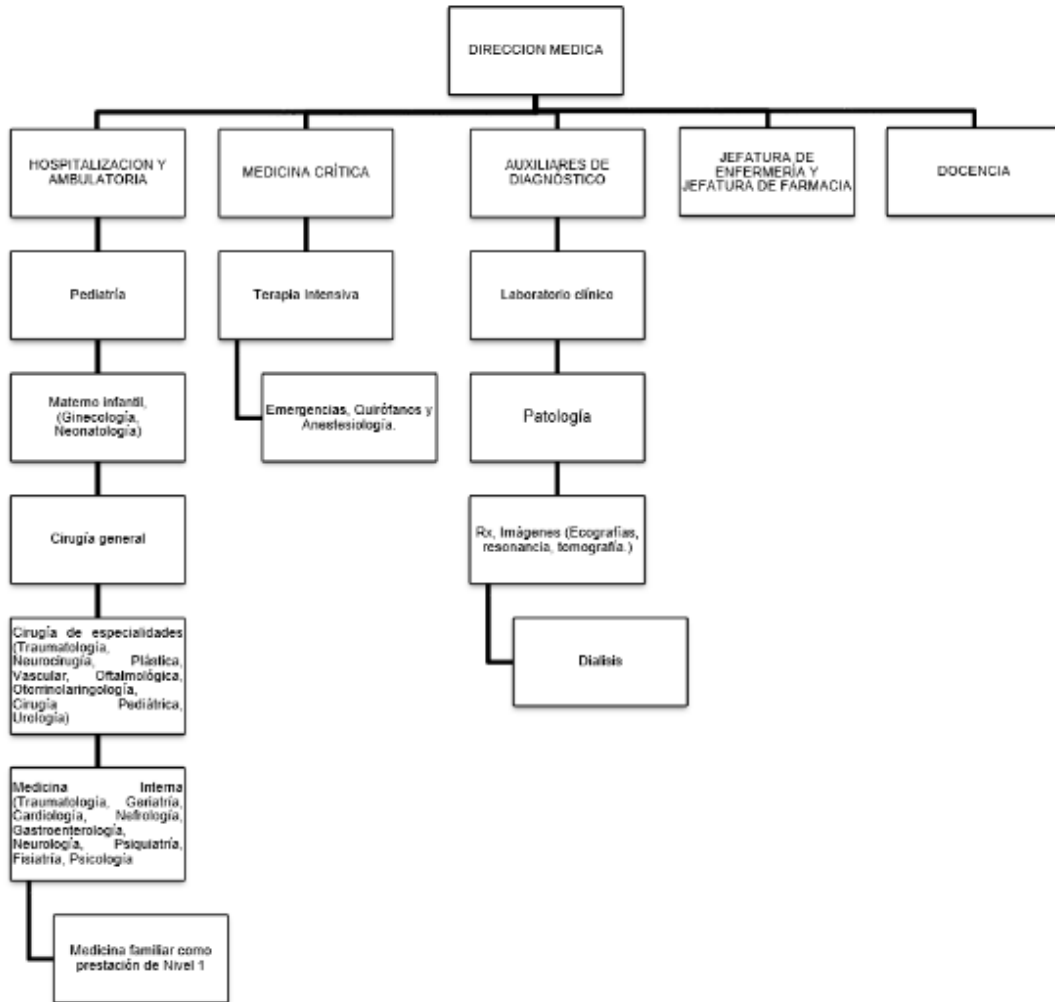 DIRECCION MEDICA
HOSPITALIZACION Y
AMBULATORIA
MEDICINA CRÍTICA
AUXILIARES DE
DIAGNÓSTICO
JEFATURA DE
ENFERMERÍA Y
JEFATURA DE FARMACIA
DOCENCIA
Pediatría
Terapia Intensiva
Laboratorio clínico
Materno infantil,
(Ginecología,
Neonatología)
Emergencias, Quirófanos y
Anestesiología.
Patología
Cirugía general
Rx, Imágenes (Ecografías,
resonancia, tomografía.)
Cirugía de especialidades
(Traumatología,
Neurocirugía, Plástica,
Vascular, Oftalmológica,
Otorrinolaringología,
Cirugía Pediátrica,
Urología)
Dialisis
Medicina Interna
(Traumatología, Geriatría,
Cardiología, Nefrología,
Gastroenterología,
Neurología, Psiquiatría,
Fisiatría, Psicología
Medicina familiar como
prestación de Nivel 1